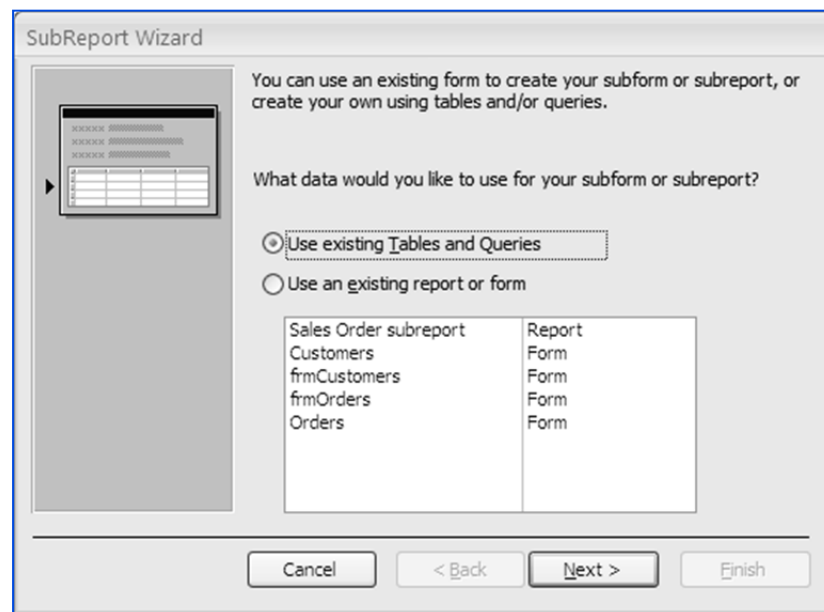 SubReport Wizard
You can use an existing form to create your subform or subreport, or
create your own using tables and/or queries.
xxxxx
xxxxx
xxxxx
What data would you like to use for your subform or subreport?
Use existing Tables and Queries
Use an existing report or form
Sales Order subreport Report
Customers Form
frmCustomers Form
frmOrders Form
Orders Form
Cancel < Back Next > Finish